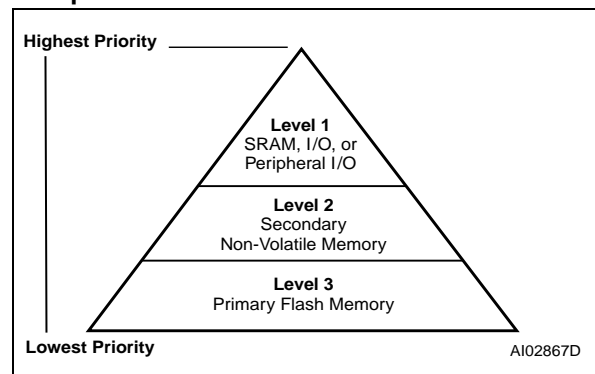 Highest Priority
Level 1
SRAM, I/O, or
Peripheral I/O
Level 2
Secondary
Non-Volatile Memory
Level 3
Primary Flash Memory
Lowest Priority
AI02867D